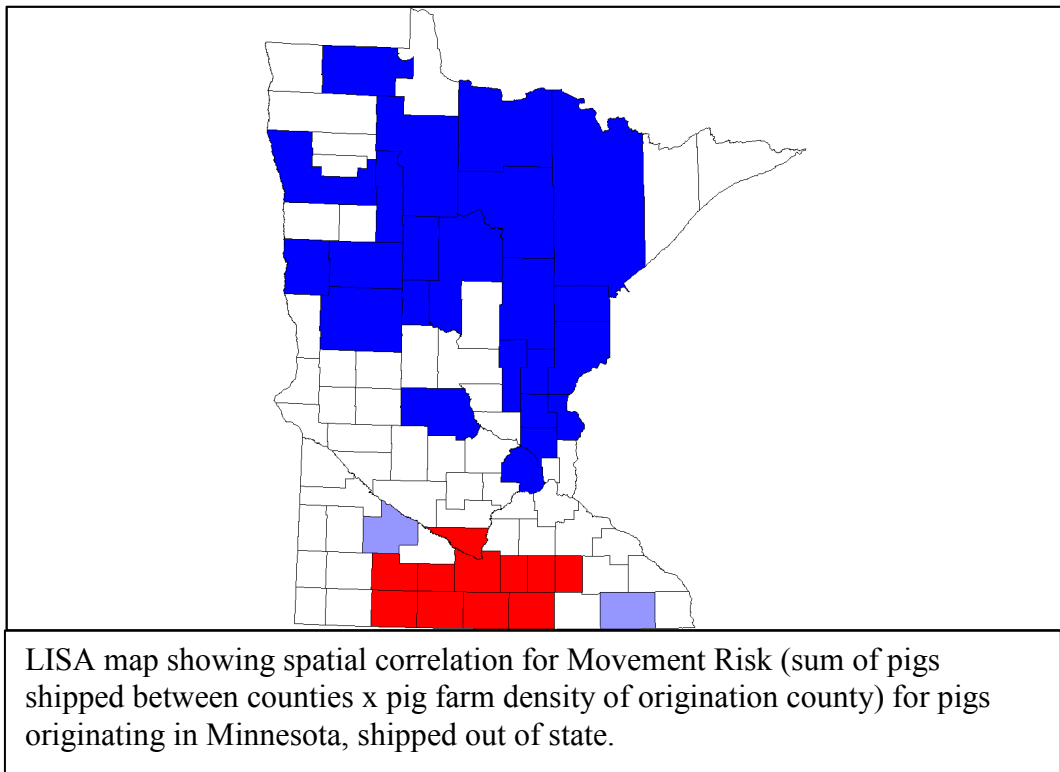 LISA map showing spatial correlation for Movement Risk (sum of pigs
shipped between counties x pig farm density of origination county) for pigs
originating in Minnesota, shipped out of state.